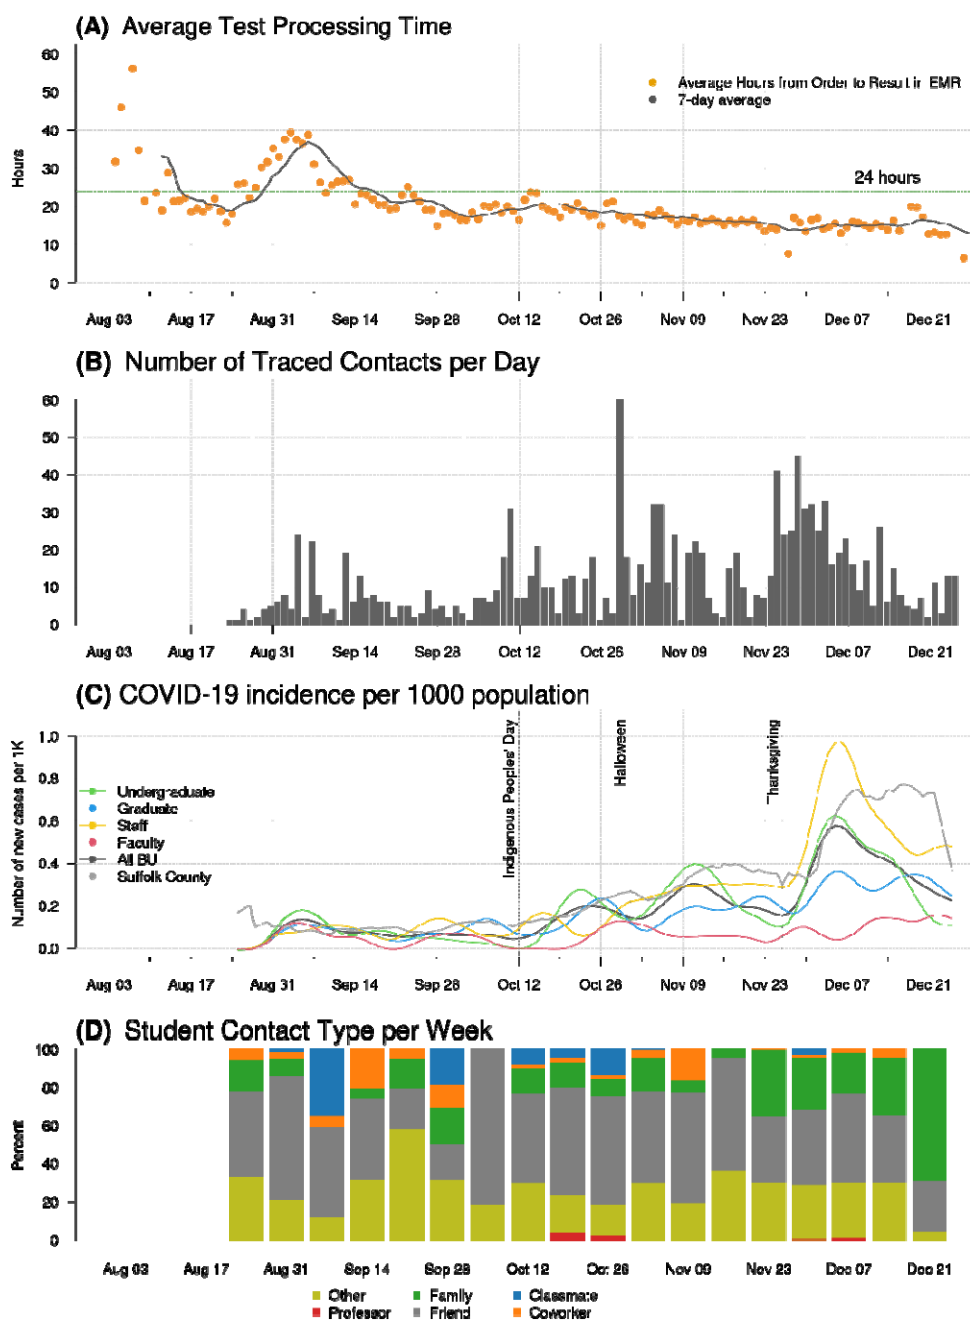 (A) Average Test Processing Time
60
50
40
30
20
10
0
Hours
Average Hours from Order to Result in EMR
7-day average
24 hours
Aug 03 Aug 17 Aug 31 Sep 14 Sep 28 Oct 12 Oct 26 Nov 09 Nov 23 Dec 07 Dec 21
(B) Number of Traced Contacts per Day
60
50
40
30
20
10
0
Aug 03 Aug 17 Aug 31 Sep 14 Sep 28 Oct 12 Oct 26 Nov 09 Nov 23 Dec 07 Dec 21
(C) COVID-19 incidence per 1000 population
1.0
0.8
0.6
0.4
0.2
0.0
Number of new cases per 1K
Undergraduate
Graduate
Staff
Faculty
All BU
Suffolk County
Indigenous Peoples' Day
Halloween
Thanksgiving
Aug 03 Aug 17 Aug 31 Sep 14 Sep 28 Oct 12 Oct 26 Nov 09 Nov 23 Dec 07 Dec 21
(D) Student Contact Type per Week
100
80
60
40
20
0
Percent
Aug 03 Aug 17 Aug 31 Sep 14 Sep 28 Oct 12 Oct 26 Nov 09 Nov 23 Dec 07 Dec 21
Other Family Classmate
Professor Friend Coworker